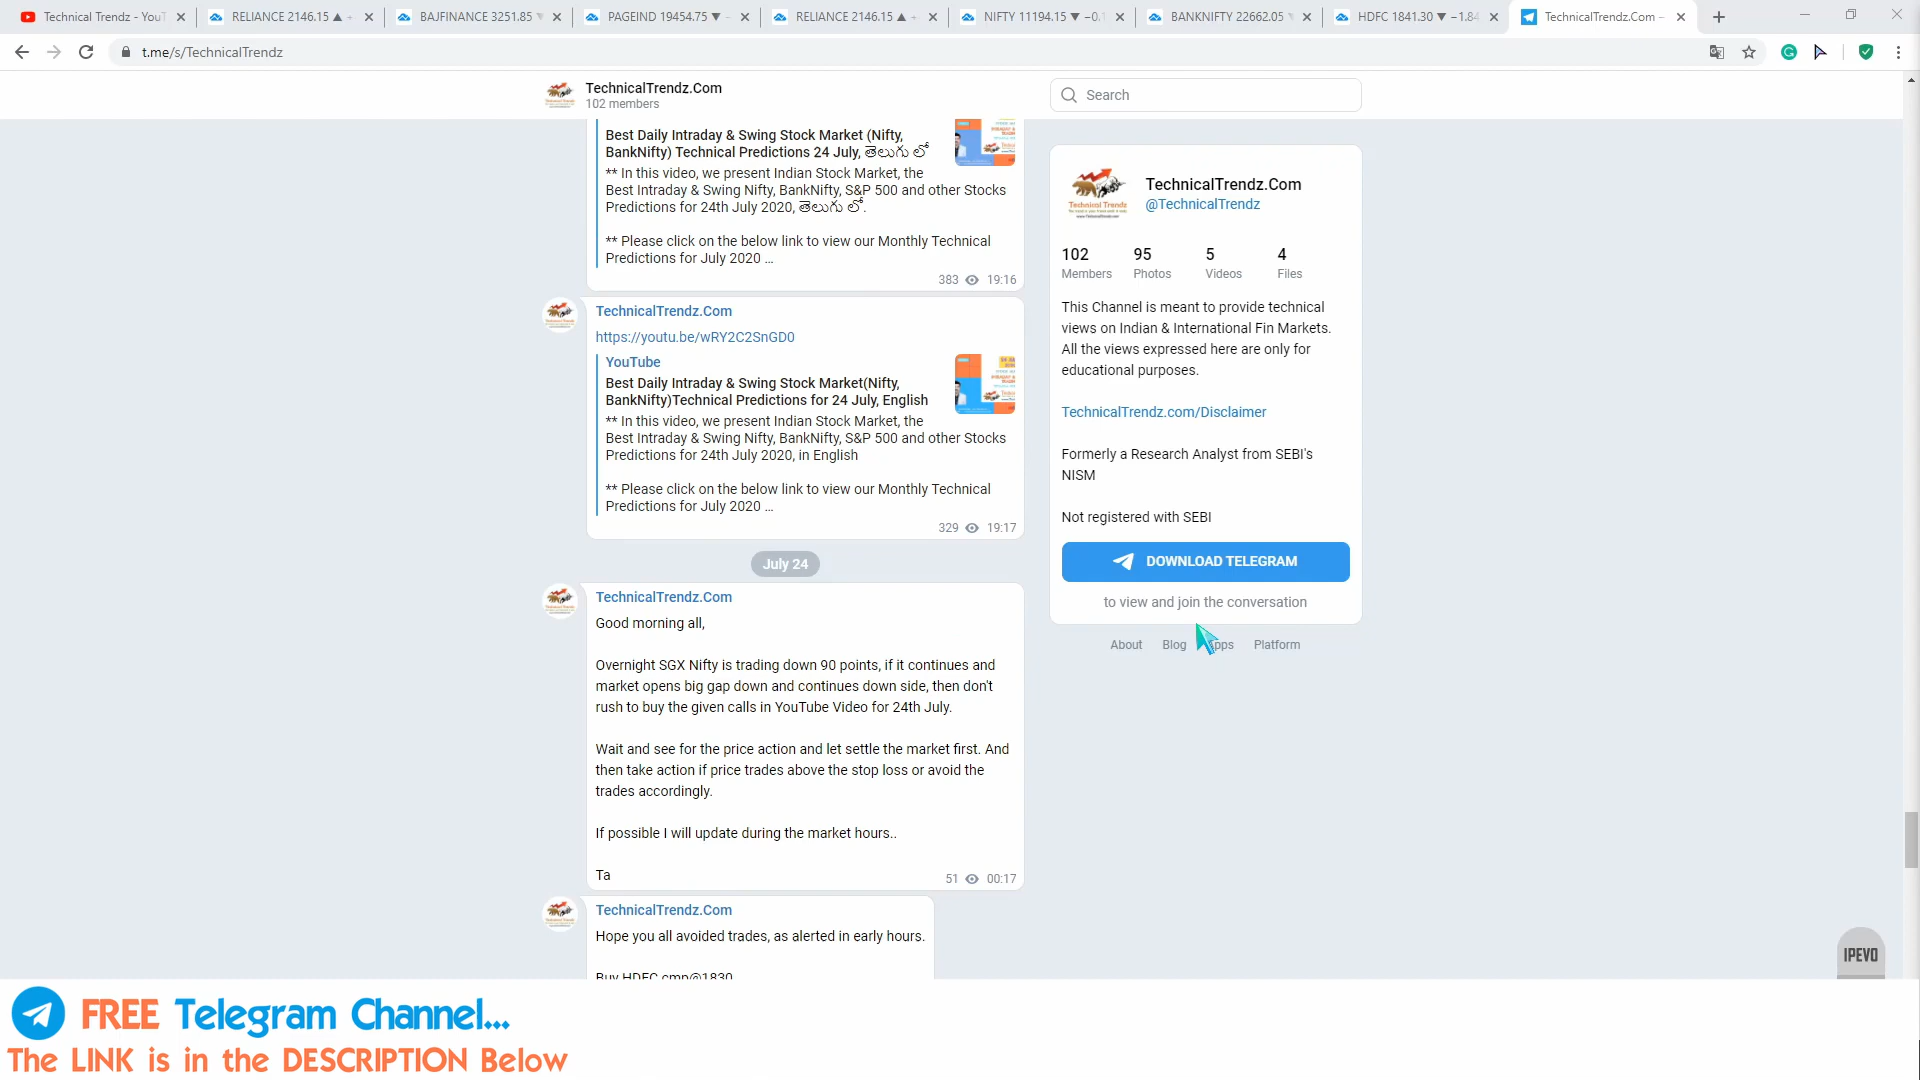 Technical Trendz - YouT
RELIANCE 2146.15 ▲ +
BAJFINANCE 3251.85 ▼
PAGEIND 19454.75 ▼ −
RELIANCE 2146.15 ▲ +
NIFTY 11194.15 ▼ −0.
BANKNIFTY 22662.05 ▼
HDFC 1841.30 ▼ −1.84
TechnicalTrendz.Com –
t.me/s/TechnicalTrendz
TechnicalTrendz.Com
102 members
Search
Best Daily Intraday & Swing Stock Market (Nifty,
BankNifty) Technical Predictions 24 July, తెలుగు లో
** In this video, we present Indian Stock Market, the
Best Intraday & Swing Nifty, BankNifty, S&P 500 and other Stocks
Predictions for 24th July 2020, తెలుగు లో.
** Please click on the below link to view our Monthly Technical
Predictions for July 2020 ...
383 19:16
TechnicalTrendz.Com
https://youtu.be/wRY2C2SnGD0
YouTube
Best Daily Intraday & Swing Stock Market(Nifty,
BankNifty)Technical Predictions for 24 July, English
** In this video, we present Indian Stock Market, the
Best Intraday & Swing Nifty, BankNifty, S&P 500 and other Stocks
Predictions for 24th July 2020, in English
** Please click on the below link to view our Monthly Technical
Predictions for July 2020 ...
329 19:17
July 24
TechnicalTrendz.Com
Good morning all,
Overnight SGX Nifty is trading down 90 points, if it continues and
market opens big gap down and continues down side, then don't
rush to buy the given calls in YouTube Video for 24th July.
Wait and see for the price action and let settle the market first. And
then take action if price trades above the stop loss or avoid the
trades accordingly.
If possible I will update during the market hours..
Ta
51 00:17
TechnicalTrendz.Com
Hope you all avoided trades, as alerted in early hours.
Buy HDFC cmp@1830
TechnicalTrendz.Com
@TechnicalTrendz
102 95 5 4
Members Photos Videos Files
This Channel is meant to provide technical
views on Indian & International Fin Markets.
All the views expressed here are only for
educational purposes.
TechnicalTrendz.com/Disclaimer
Formerly a Research Analyst from SEBI's
NISM
Not registered with SEBI
DOWNLOAD TELEGRAM
to view and join the conversation
About Blog Apps Platform
IPEVO
FREE Telegram Channel...
The LINK is in the DESCRIPTION Below